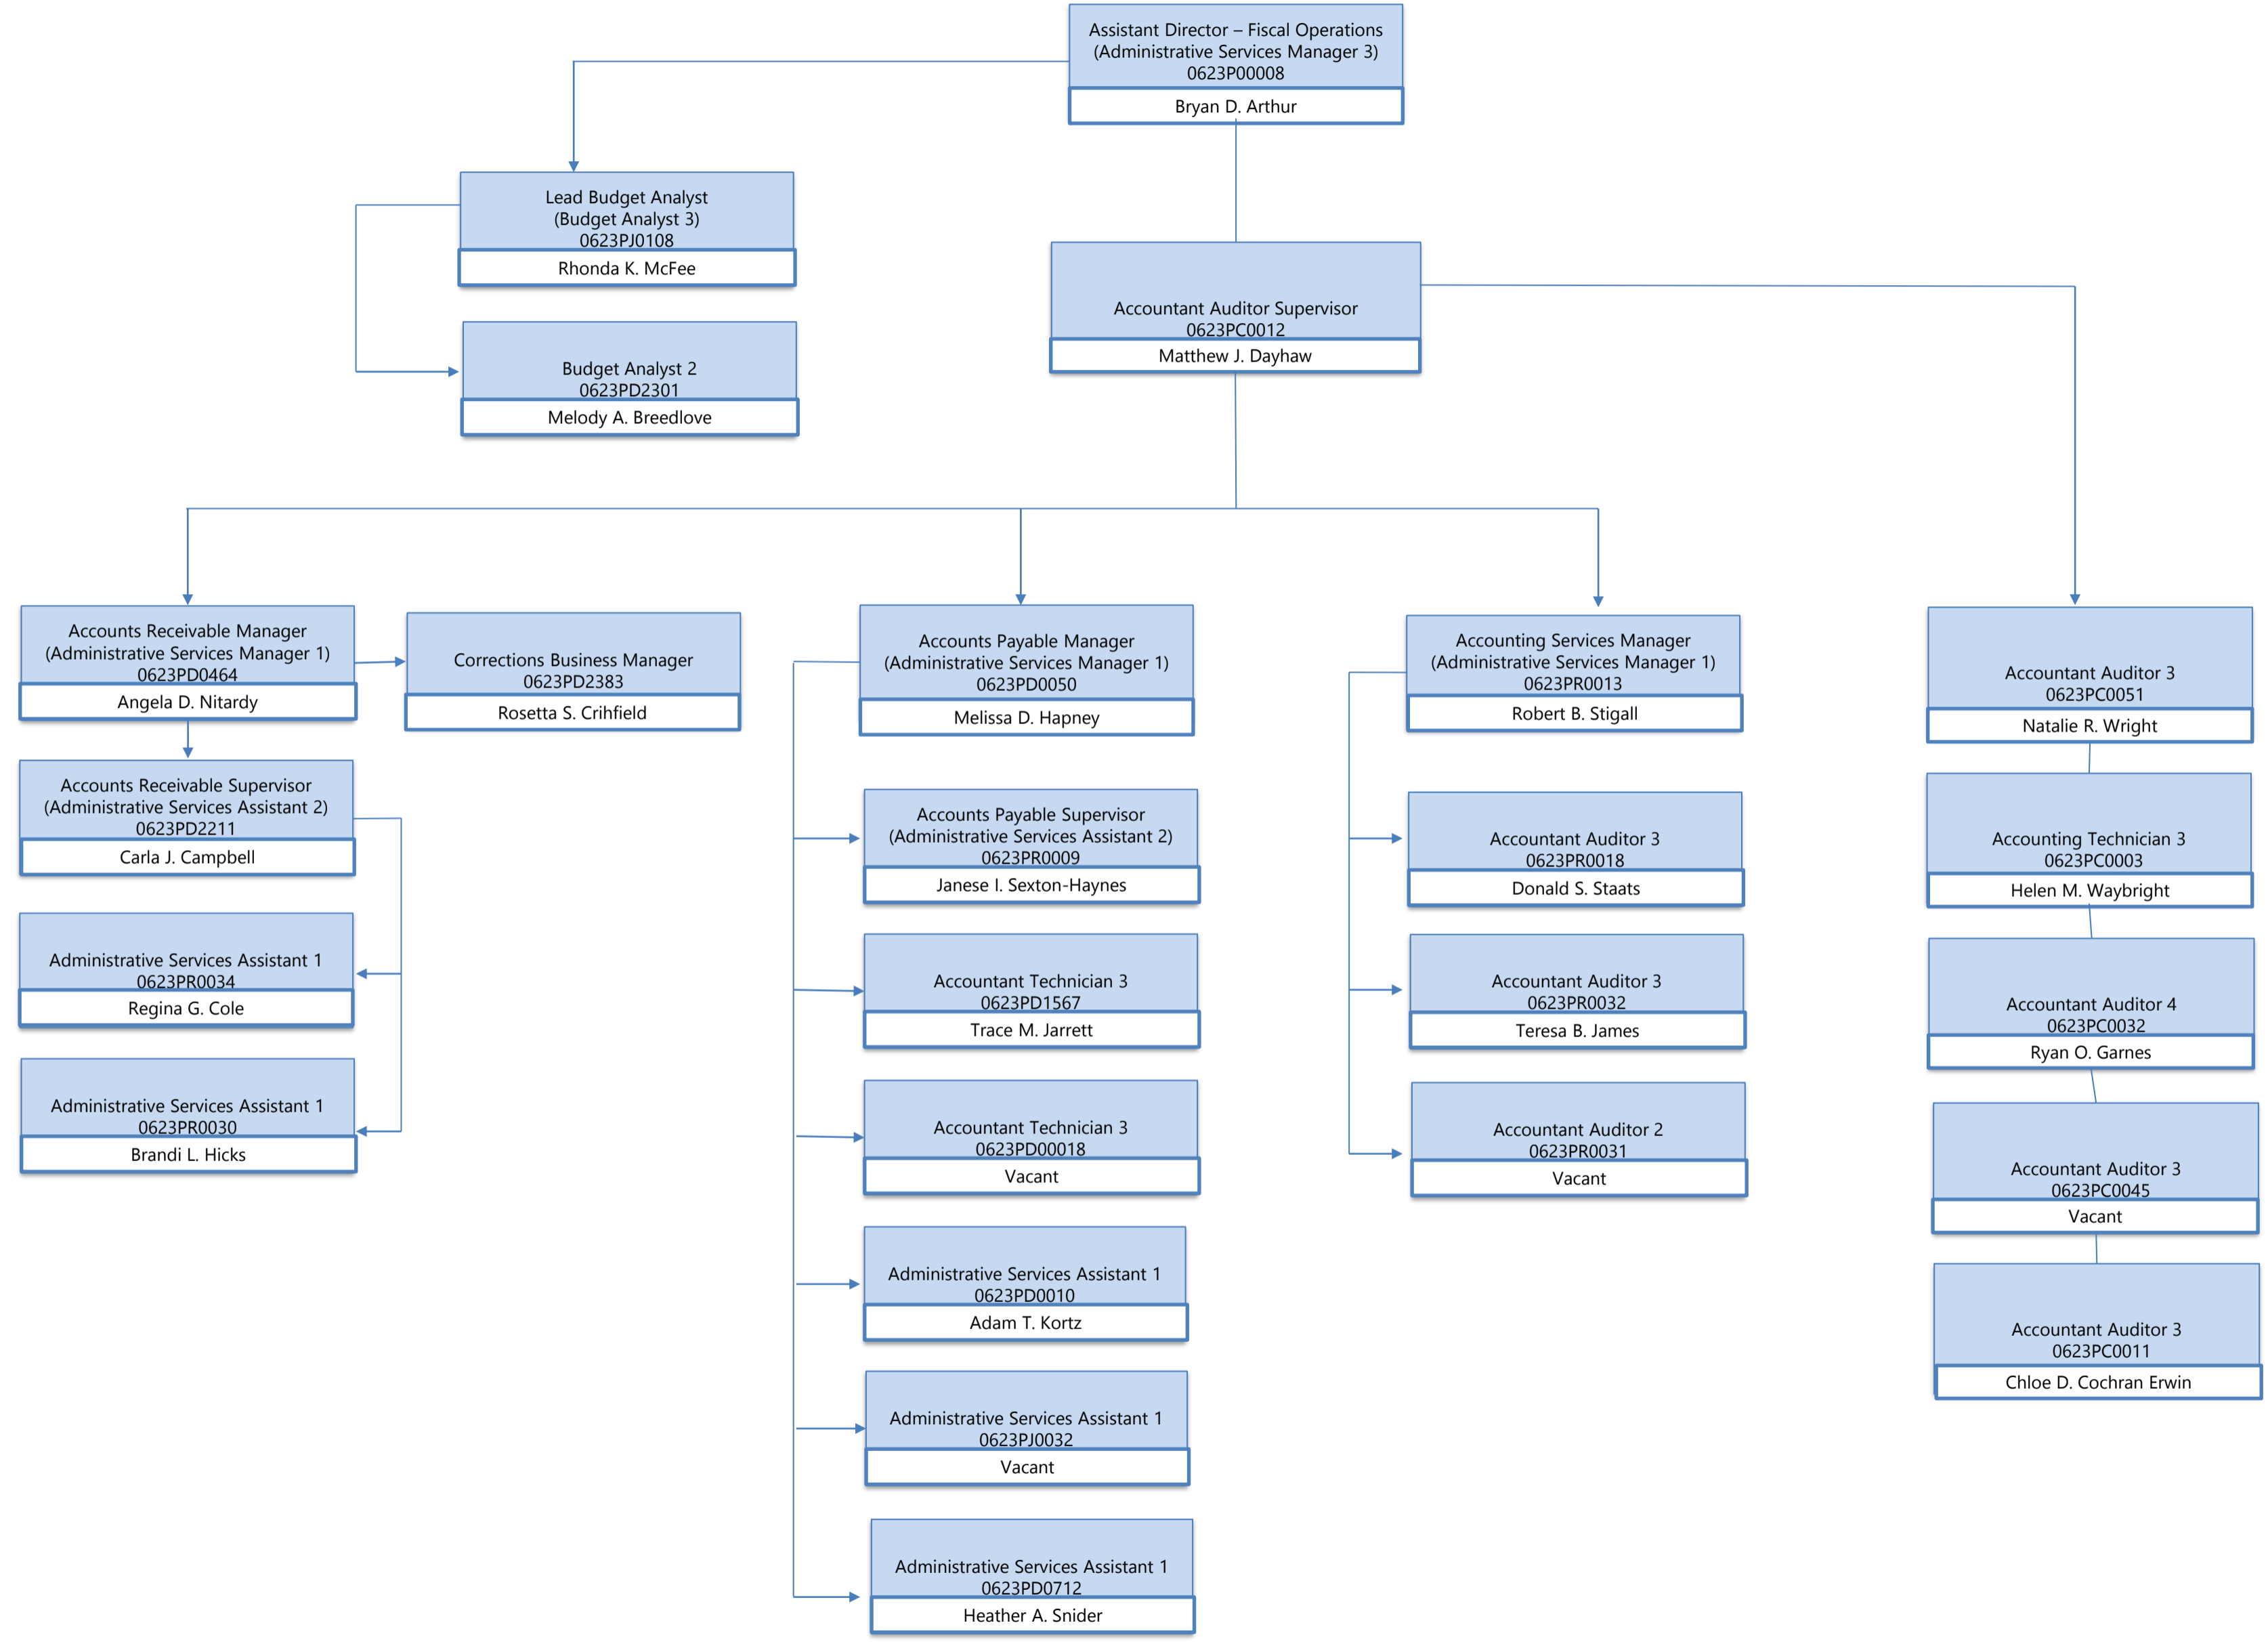 Assistant Director – Fiscal Operations
(Administrative Services Manager 3)
0623P00008
Bryan D. Arthur
Lead Budget Analyst
(Budget Analyst 3)
0623PJ0108
Rhonda K. McFee
Budget Analyst 2
0623PD2301
Melody A. Breedlove
Accountant Auditor Supervisor
0623PC0012
Matthew J. Dayhaw
Accounts Receivable Manager
(Administrative Services Manager 1)
0623PD0464
Angela D. Nitardy
Corrections Business Manager
0623PD2383
Rosetta S. Crihfield
Accounts Receivable Supervisor
(Administrative Services Assistant 2)
0623PD2211
Carla J. Campbell
Administrative Services Assistant 1
0623PR0034
Regina G. Cole
Administrative Services Assistant 1
0623PR0030
Brandi L. Hicks
Accounts Payable Manager
(Administrative Services Manager 1)
0623PD0050
Melissa D. Hapney
Accounts Payable Supervisor
(Administrative Services Assistant 2)
0623PR0009
Janese I. Sexton-Haynes
Accountant Technician 3
0623PD1567
Trace M. Jarrett
Accountant Technician 3
0623PD00018
Vacant
Administrative Services Assistant 1
0623PD0010
Adam T. Kortz
Administrative Services Assistant 1
0623PJ0032
Vacant
Administrative Services Assistant 1
0623PD0712
Heather A. Snider
Accounting Services Manager
(Administrative Services Manager 1)
0623PR0013
Robert B. Stigall
Accountant Auditor 3
0623PR0018
Donald S. Staats
Accountant Auditor 3
0623PR0032
Teresa B. James
Accountant Auditor 2
0623PR0031
Vacant
Accountant Auditor 3
0623PC0051
Natalie R. Wright
Accounting Technician 3
0623PC0003
Helen M. Waybright
Accountant Auditor 4
0623PC0032
Ryan O. Garnes
Accountant Auditor 3
0623PC0045
Vacant
Accountant Auditor 3
0623PC0011
Chloe D. Cochran Erwin